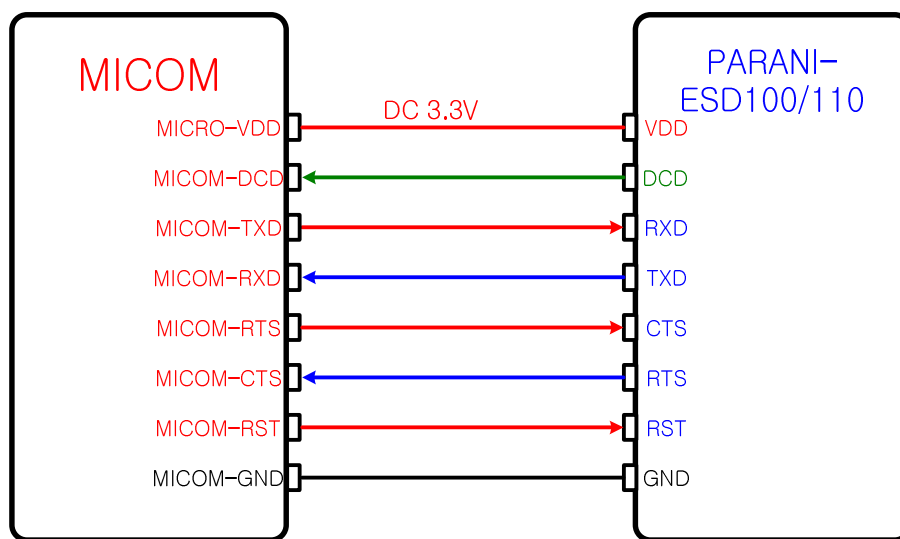 MICOM
PARANI-
ESD100/110
DC 3.3V
MICRO-VDD
VDD
MICOM-DCD
DCD
MICOM-TXD
RXD
MICOM-RXD
TXD
MICOM-RTS
CTS
MICOM-CTS
RTS
MICOM-RST
RST
MICOM-GND
GND